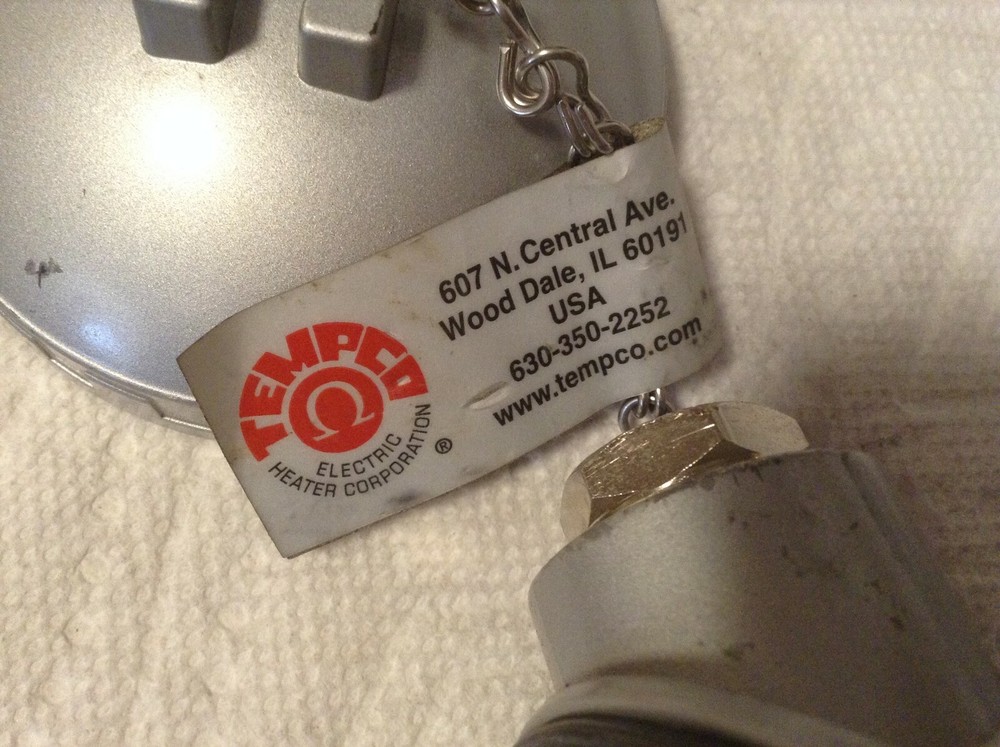 TEMPCO
Ω
ELECTRIC
HEATER CORPORATION
®
607 N. Central Ave.
Wood Dale, IL 60191
USA
630-350-2252
www.tempco.com